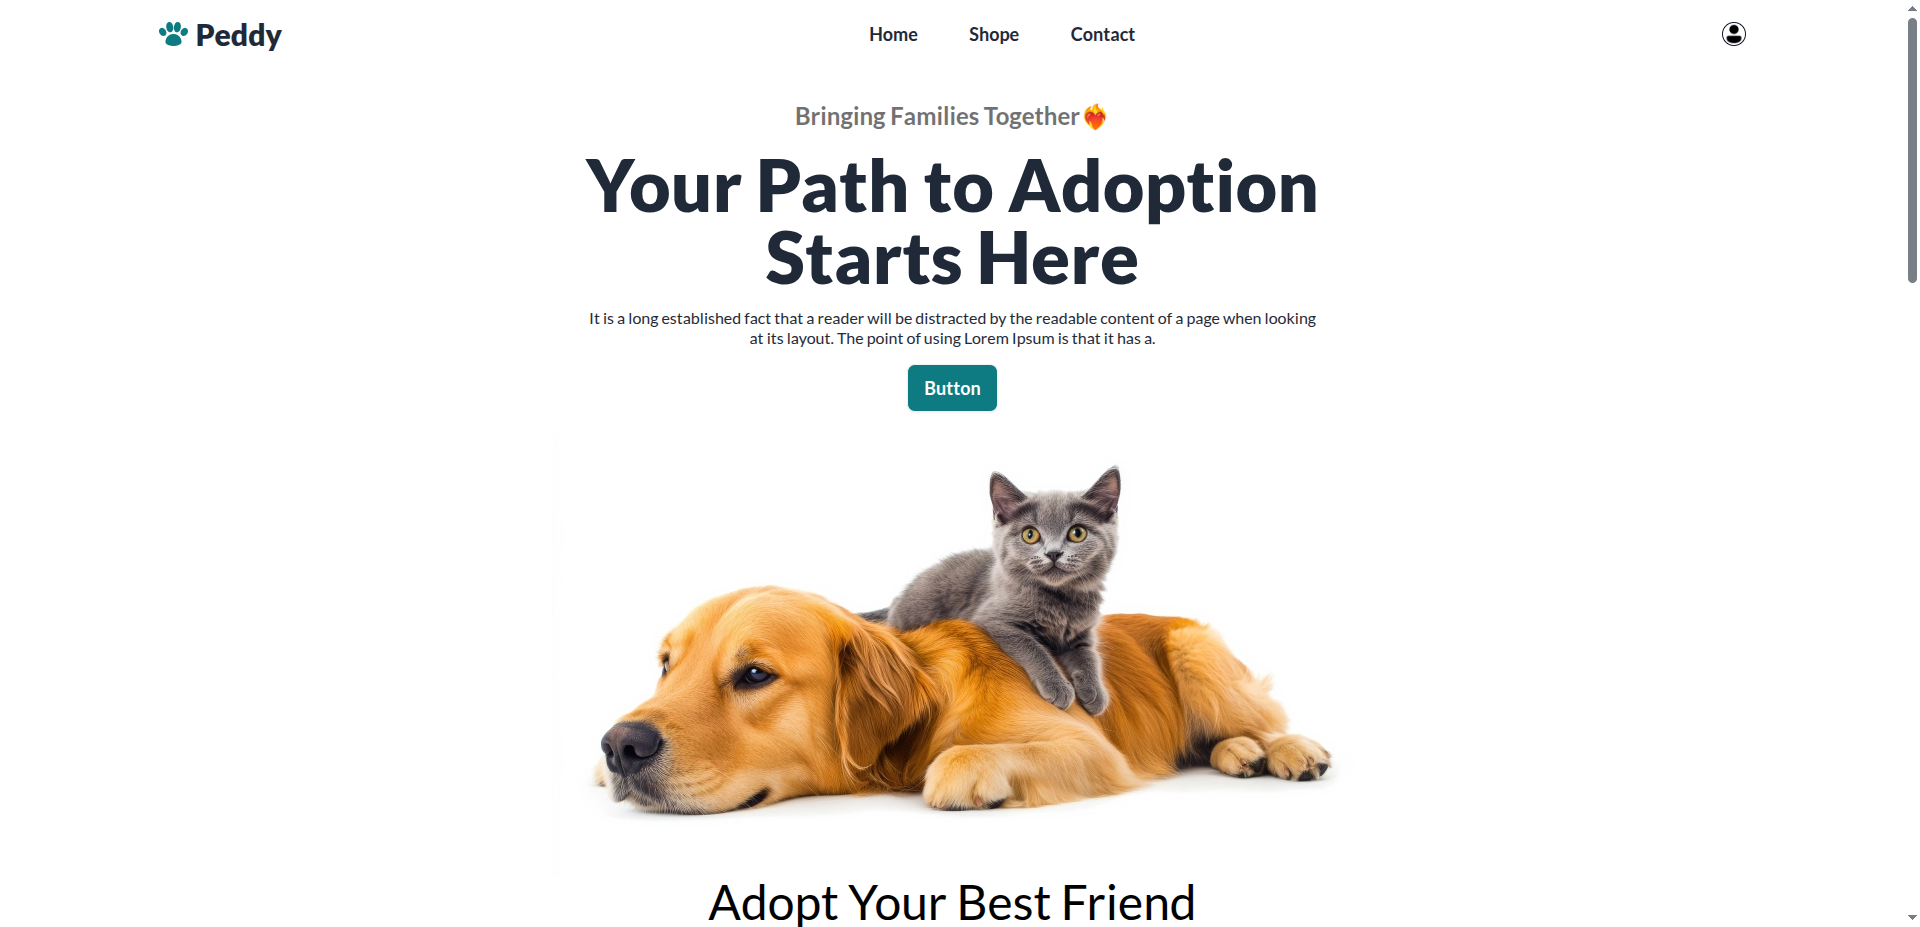 Peddy
Home
Shope
Contact
Bringing Families Together❤️‍🔥
Your Path to Adoption
Starts Here
It is a long established fact that a reader will be distracted by the readable content of a page when looking
at its layout. The point of using Lorem Ipsum is that it has a.
Button
Adopt Your Best Friend